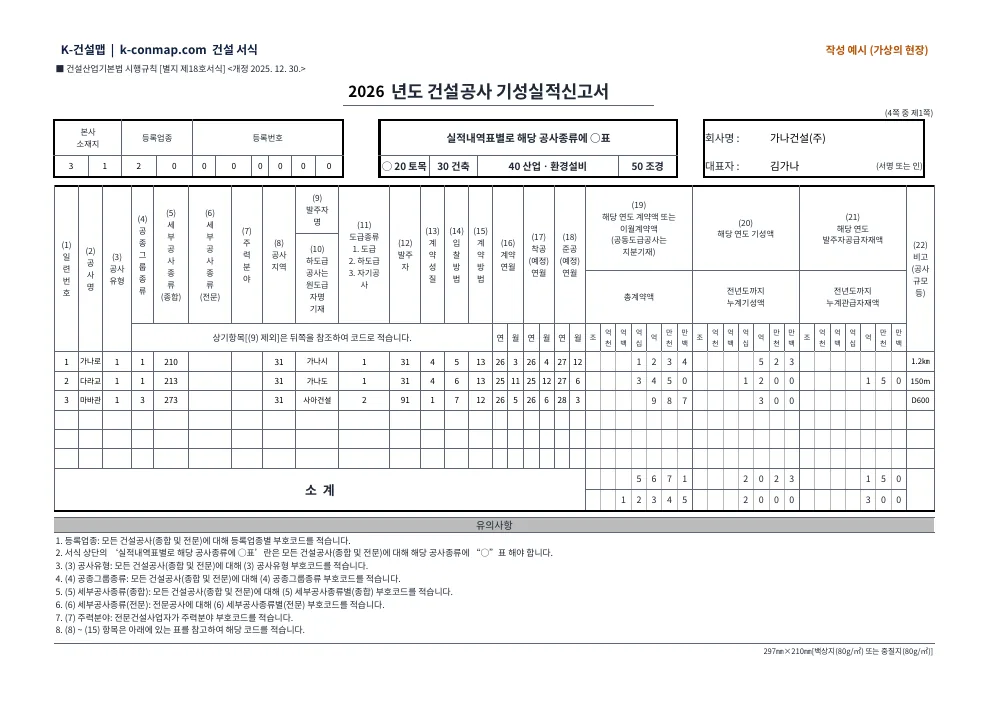 K-건설맵 | k-conmap.com 건설 서식
작성 예시 (가상의 현장)
■ 건설산업기본법 시행규칙 [별지 제18호서식] <개정 2025. 12. 30.>
2026 년도 건설공사 기성실적신고서
(4쪽 중 제1쪽)
본사 소재지 등록업종 등록번호
3 1 2 0 0 0 0 0 0 0
실적내역표별로 해당 공사종류에 ○표
○ 20 토목 30 건축 40 산업ㆍ환경설비 50 조경
회사명 : 가나건설(주)
대표자 : 김가나 (서명 또는 인)
(1) 일련번호
(2) 공사명
(3) 공사유형
(4) 공종그룹종류
(5) 세부공사종류 (종합)
(6) 세부공사종류 (전문)
(7) 주력분야
(8) 공사지역
(9) 발주자명
(10) 하도급공사는 원도급자명 기재
(11) 도급종류 1. 도급 2. 하도급 3. 자기공사
(12) 발주자
(13) 계약성질
(14) 입찰방법
(15) 계약방법
(16) 계약연월
(17) 착공(예정)연월
(18) 준공(예정)연월
(19) 해당 연도 계약액 또는 이월계약액 (공동도급공사는 지분기재)
총계약액
(20) 해당 연도 기성액
전년도까지 누계기성액
(21) 해당 연도 발주자공급자재액
전년도까지 누계관급자재액
(22) 비고 (공사규모 등)
상기항목[(9) 제외]은 뒤쪽을 참조하여 코드로 적습니다.
연 월 연 월 연 월 조 억천 억백 억십 억 만천 만백 조 억천 억백 억십 억 만천 만백 조 억천 억백 억십 억 만천 만백
1 가나로 1 1 210 31 가나시 1 31 4 5 13 26 3 26 4 27 12 1 2 3 4 5 2 3 1.2㎞
2 다라교 1 1 213 31 가나도 1 31 4 6 13 25 11 25 12 27 6 3 4 5 0 1 2 0 0 1 5 0 150m
3 마바관 1 3 273 31 사아건설 2 91 1 7 12 26 5 26 6 28 3 9 8 7 3 0 0 D600
소 계
5 6 7 1 2 0 2 3 1 5 0
1 2 3 4 5 2 0 0 0 3 0 0
유의사항
1. 등록업종: 모든 건설공사(종합 및 전문)에 대해 등록업종별 부호코드를 적습니다.
2. 서식 상단의 ‘실적내역표별로 해당 공사종류에 ○표’란은 모든 건설공사(종합 및 전문)에 대해 해당 공사종류에 “○”표 해야 합니다.
3. (3) 공사유형: 모든 건설공사(종합 및 전문)에 대해 (3) 공사유형 부호코드를 적습니다.
4. (4) 공종그룹종류: 모든 건설공사(종합 및 전문)에 대해 (4) 공종그룹종류 부호코드를 적습니다.
5. (5) 세부공사종류(종합): 모든 건설공사(종합 및 전문)에 대해 (5) 세부공사종류별(종합) 부호코드를 적습니다.
6. (6) 세부공사종류(전문): 전문공사에 대해 (6) 세부공사종류별(전문) 부호코드를 적습니다.
7. (7) 주력분야: 전문건설사업자가 주력분야 부호코드를 적습니다.
8. (8) ~ (15) 항목은 아래에 있는 표를 참고하여 해당 코드를 적습니다.
297㎜×210㎜[백상지(80g/㎡) 또는 중질지(80g/㎡)]